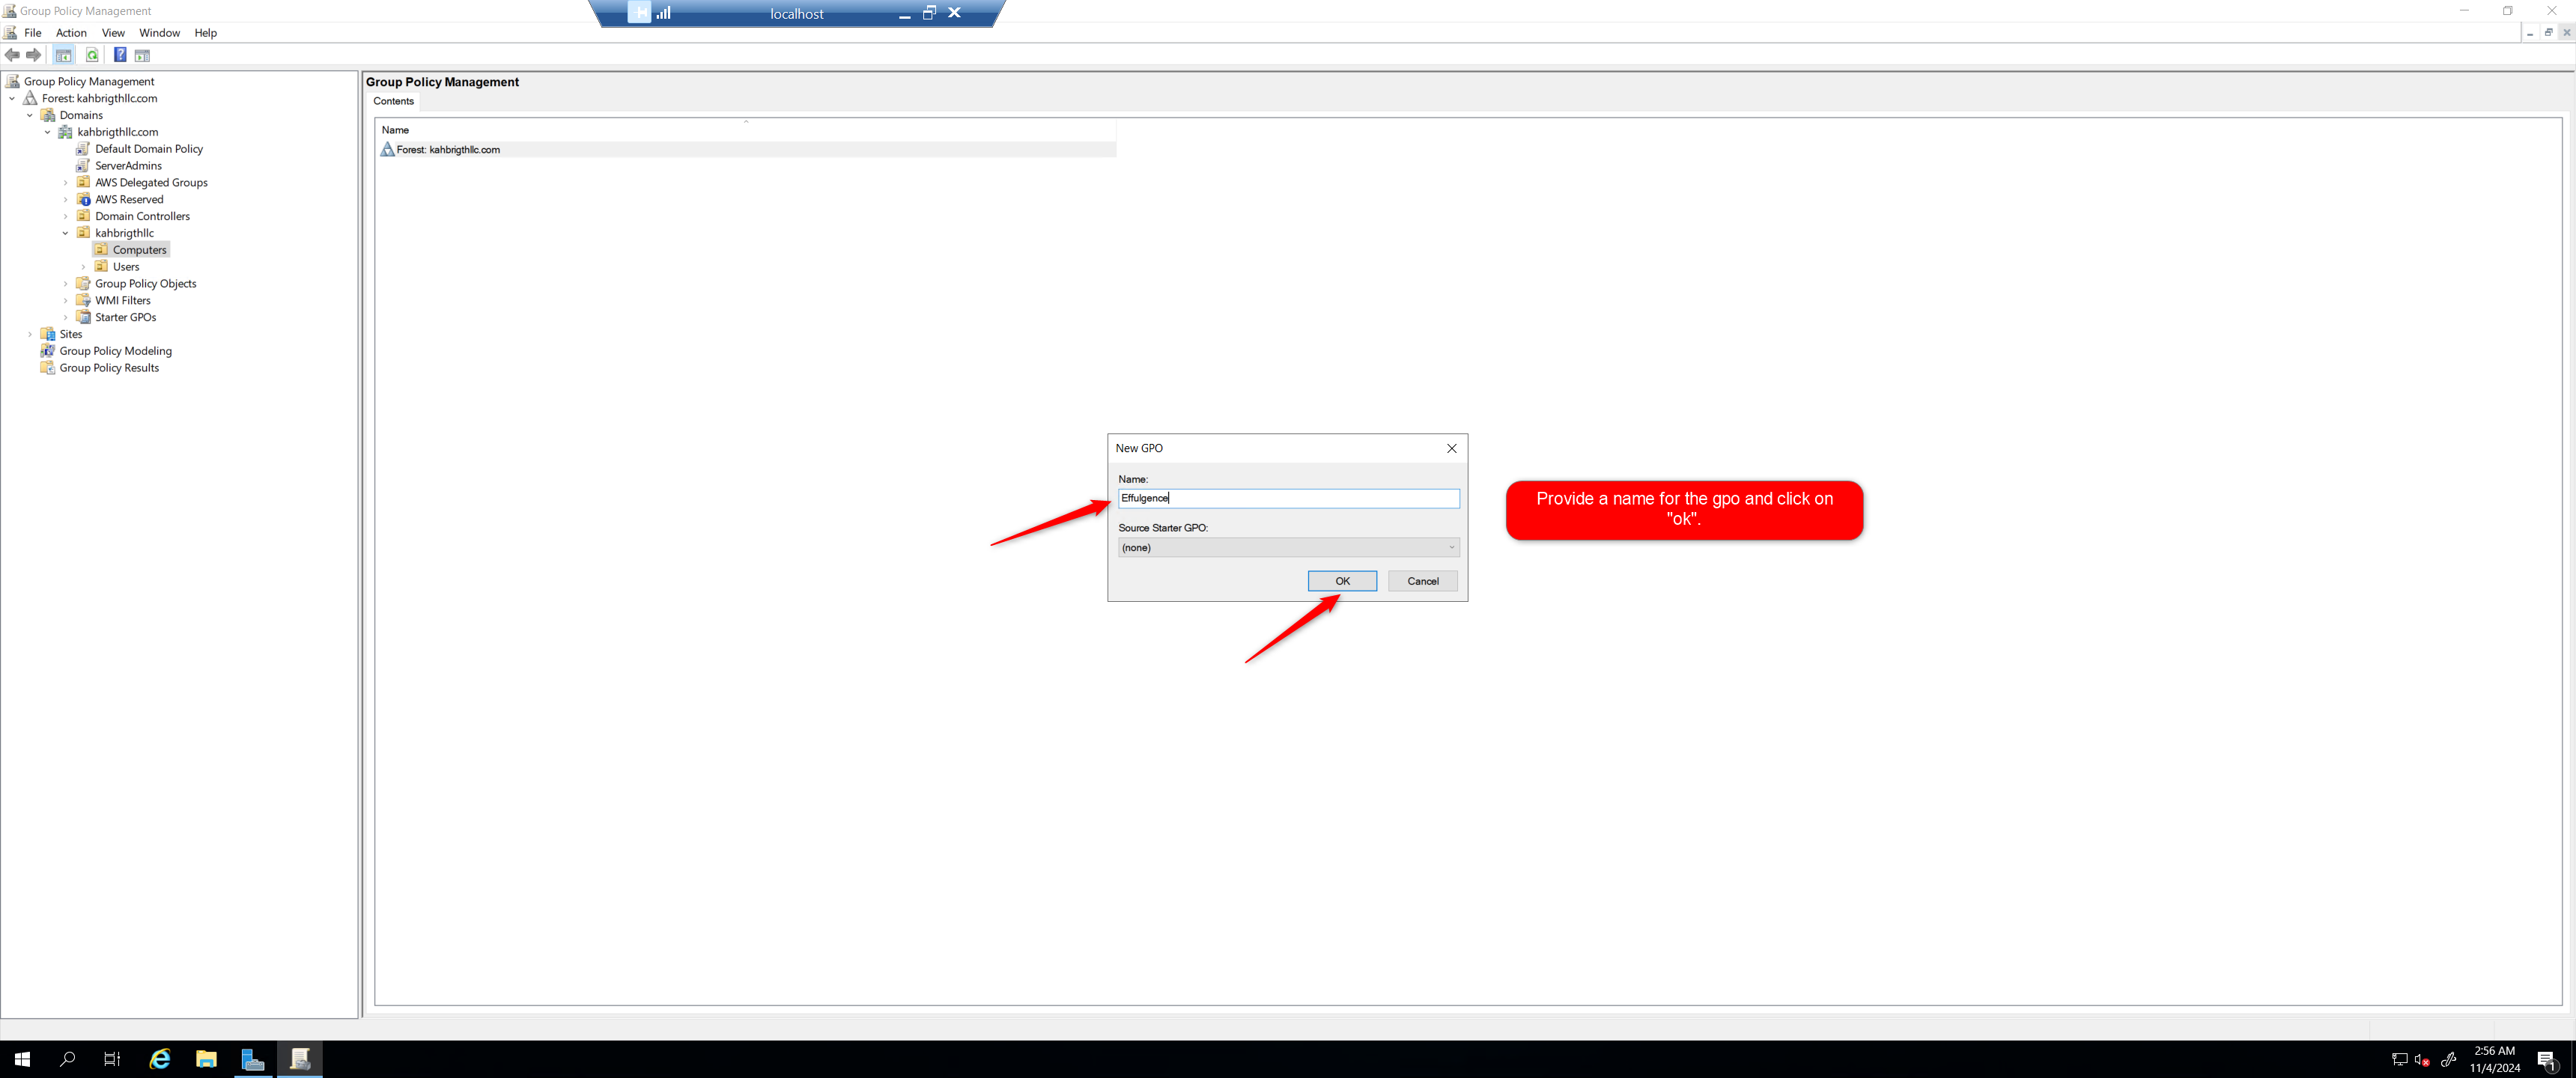 Group Policy Management
localhost
File Action View Window Help
Group Policy Management
Forest: kahbrigthllc.com
Domains
kahbrigthllc.com
Default Domain Policy
ServerAdmins
AWS Delegated Groups
AWS Reserved
Domain Controllers
kahbrigthllc
Computers
Users
Group Policy Objects
WMI Filters
Starter GPOs
Sites
Group Policy Modeling
Group Policy Results
Group Policy Management
Contents
Name
Forest: kahbrigthllc.com
New GPO
Name:
Effulgence
Source Starter GPO:
(none)
OK Cancel
Provide a name for the gpo and click on
"ok".
2:56 AM
11/4/2024
1